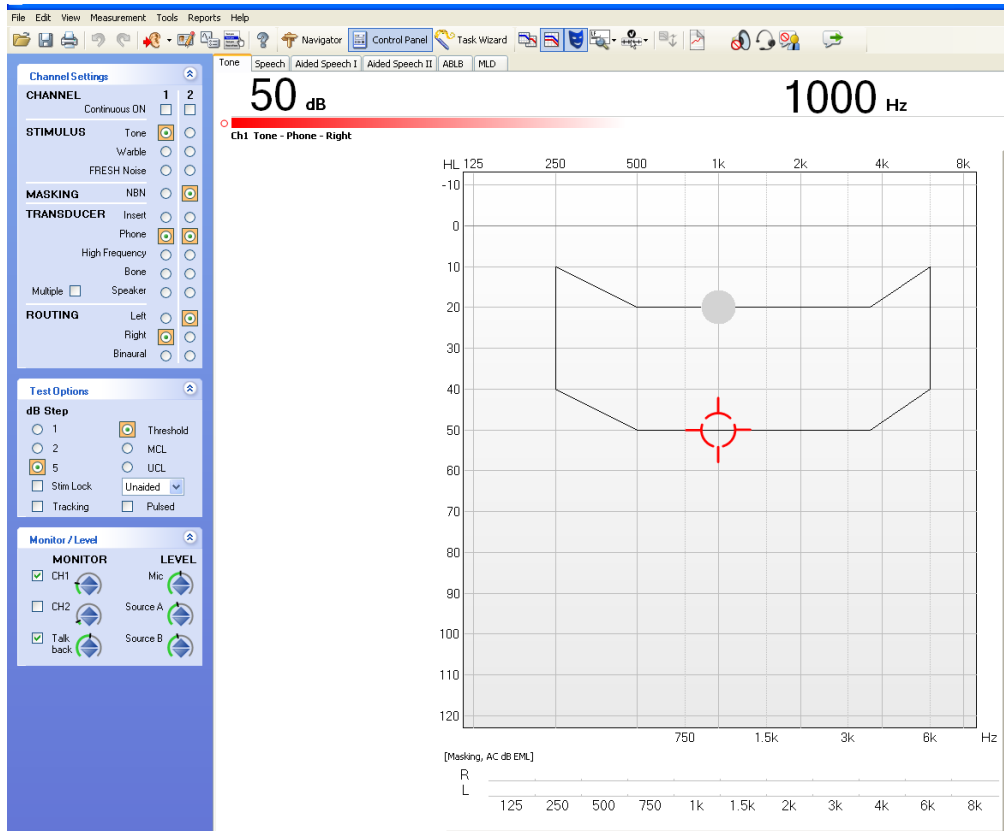 File Edit View Measurement Tools Reports Help
Navigator Control Panel Task Wizard
Tone Speech Aided Speech I Aided Speech II ABLB MLD
Channel Settings
CHANNEL 1 2
Continuous ON
STIMULUS Tone
Warble
FRESH Noise
MASKING NBN
TRANSDUCER Insert
Phone
High Frequency
Bone
Multiple Speaker
ROUTING Left
Right
Binaural
Test Options
dB Step
1 Threshold
2 MCL
5 UCL
Stim Lock Unaided
Tracking Pulsed
Monitor / Level
MONITOR LEVEL
CH1 Mic
CH2 Source A
Talk back Source B
50 dB 1000 Hz
Ch1 Tone - Phone - Right
HL 125 250 500 1k 2k 4k 8k
-10
0
10
20
30
40
50
60
70
80
90
100
110
120
750 1.5k 3k 6k Hz
[Masking, AC dB EML]
R
L
125 250 500 750 1k 1.5k 2k 3k 4k 6k 8k